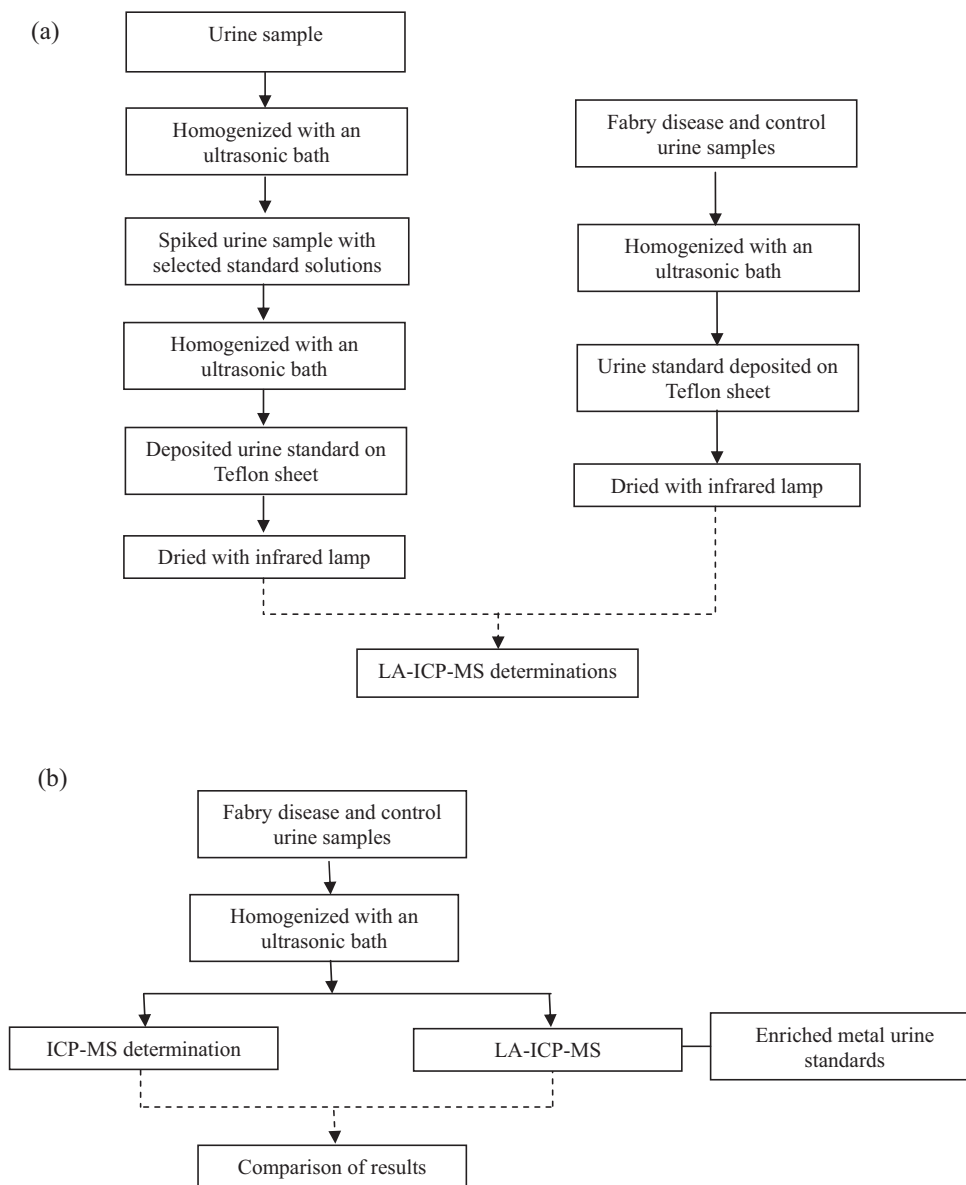 (a)
Urine sample
Homogenized with an
ultrasonic bath
Spiked urine sample with
selected standard solutions
Homogenized with an
ultrasonic bath
Deposited urine standard on
Teflon sheet
Dried with infrared lamp
Fabry disease and control
urine samples
Homogenized with an
ultrasonic bath
Urine standard deposited on
Teflon sheet
Dried with infrared lamp
LA-ICP-MS determinations
(b)
Fabry disease and control
urine samples
Homogenized with an
ultrasonic bath
ICP-MS determination
LA-ICP-MS
Enriched metal urine
standards
Comparison of results